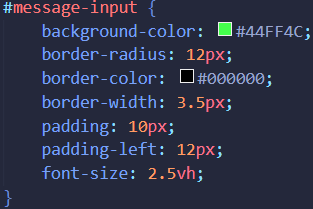 #message-input {
background-color: #44FF4C;
border-radius: 12px;
border-color: #000000;
border-width: 3.5px;
padding: 10px;
padding-left: 12px;
font-size: 2.5vh;
}